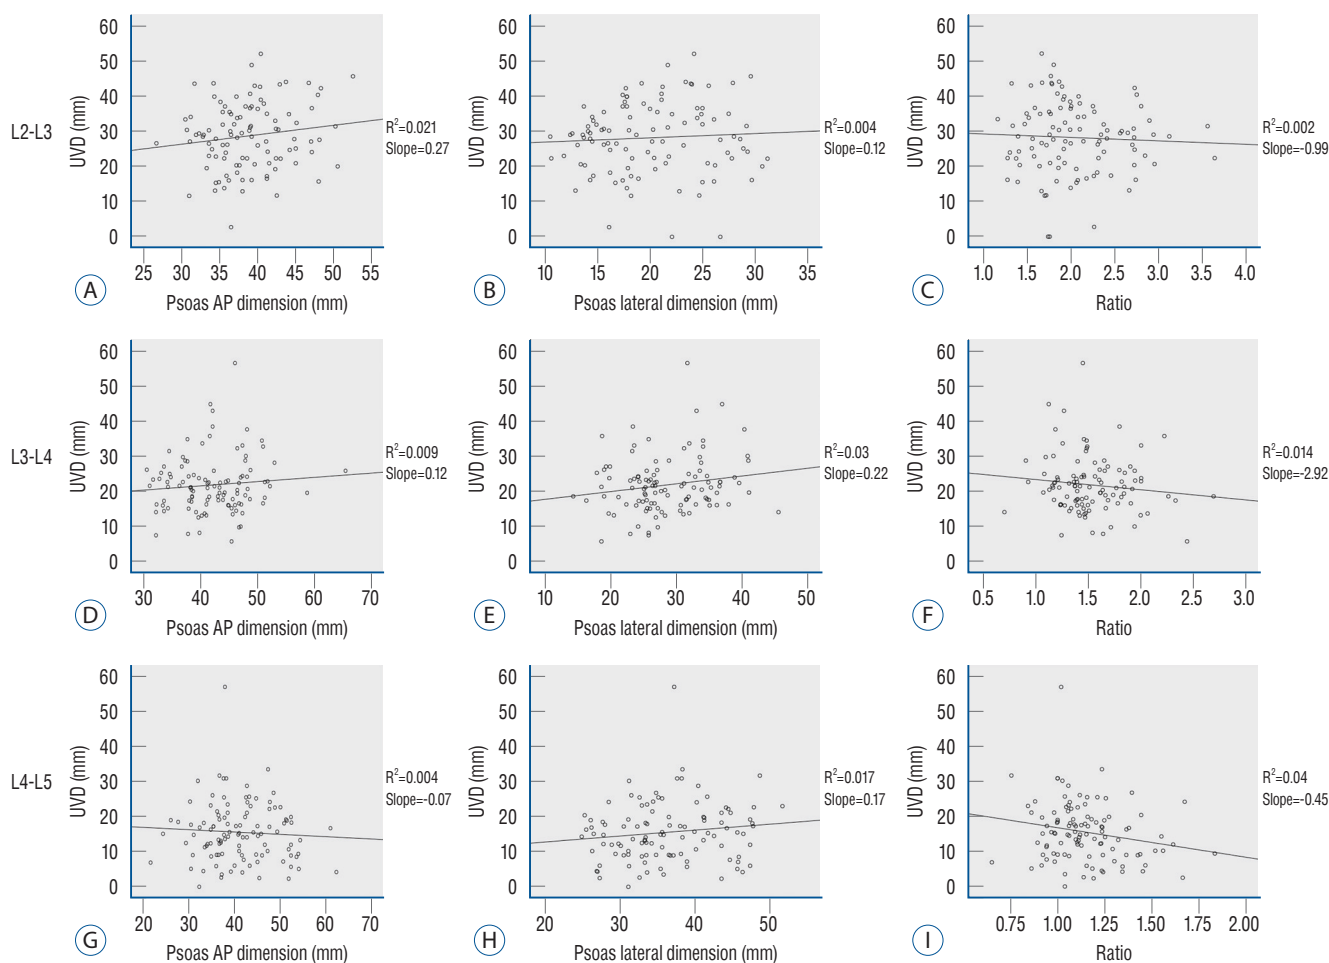 60 60 60
50 50 50
40 40 40
30 30 30
20 20 20
10 10 10
0 0 0
UVD (mm) UVD (mm) UVD (mm)
L2-L3
R²=0.021
Slope=0.27
R²=0.004
Slope=0.12
R²=0.002
Slope=-0.99
25 30 35 40 45 50 55
10 15 20 25 30 35
1.0 1.5 2.0 2.5 3.0 3.5 4.0
A Psoas AP dimension (mm)
B Psoas lateral dimension (mm)
C Ratio
60 60 60
50 50 50
40 40 40
30 30 30
20 20 20
10 10 10
0 0 0
UVD (mm) UVD (mm) UVD (mm)
L3-L4
R²=0.009
Slope=0.12
R²=0.03
Slope=0.22
R²=0.014
Slope=-2.92
30 40 50 60 70
10 20 30 40 50
0.5 1.0 1.5 2.0 2.5 3.0
D Psoas AP dimension (mm)
E Psoas lateral dimension (mm)
F Ratio
60 60 60
50 50 50
40 40 40
30 30 30
20 20 20
10 10 10
0 0 0
UVD (mm) UVD (mm) UVD (mm)
L4-L5
R²=0.004
Slope=-0.07
R²=0.017
Slope=0.17
R²=0.04
Slope=-0.45
20 30 40 50 60 70
20 30 40 50
0.75 1.00 1.25 1.50 1.75 2.00
G Psoas AP dimension (mm)
H Psoas lateral dimension (mm)
I Ratio